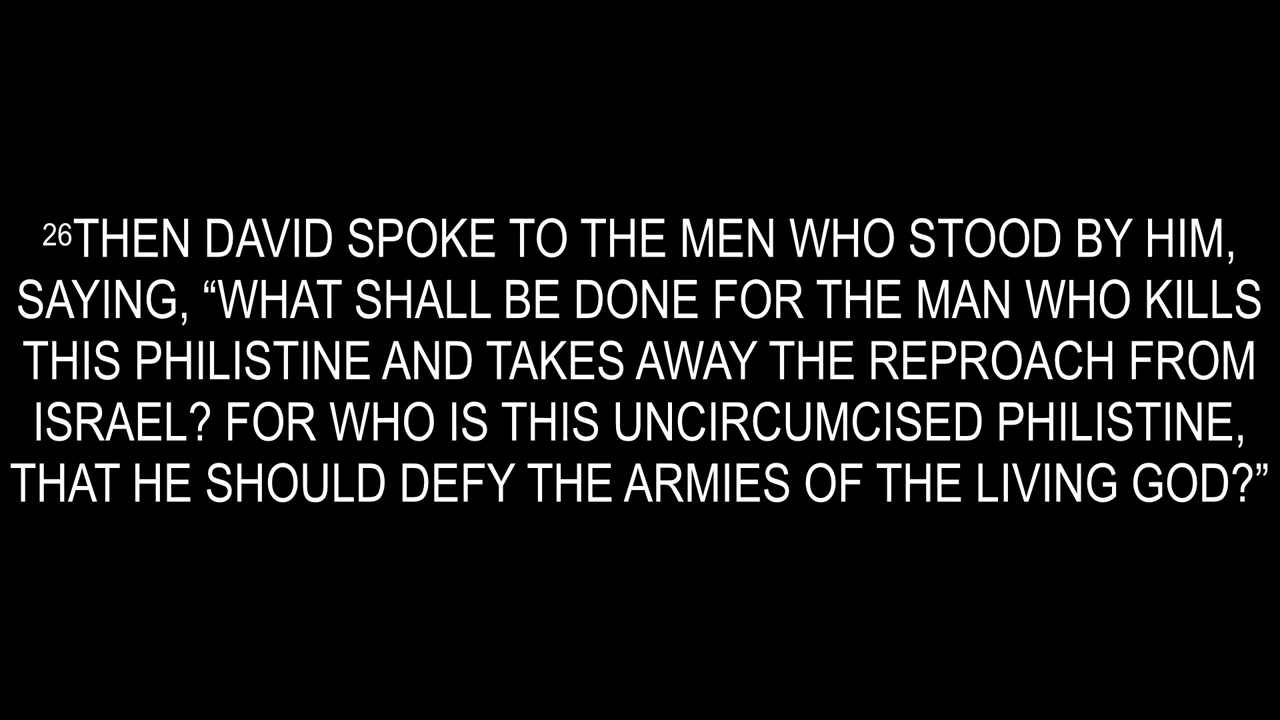 26THEN DAVID SPOKE TO THE MEN WHO STOOD BY HIM,
SAYING, “WHAT SHALL BE DONE FOR THE MAN WHO KILLS
THIS PHILISTINE AND TAKES AWAY THE REPROACH FROM
ISRAEL? FOR WHO IS THIS UNCIRCUMCISED PHILISTINE,
THAT HE SHOULD DEFY THE ARMIES OF THE LIVING GOD?”